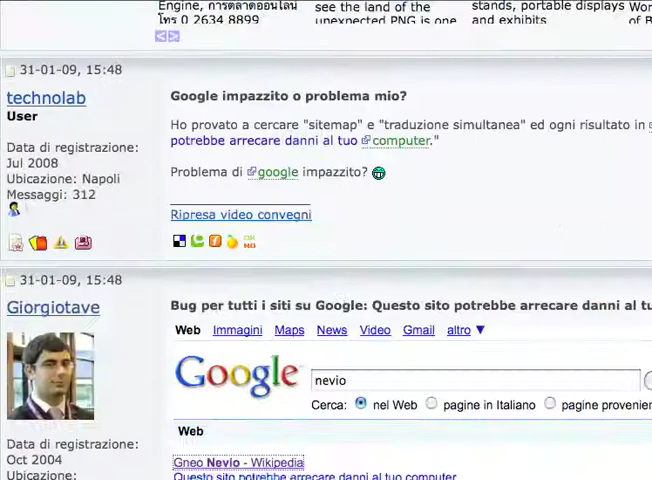 Engine, การตลาดออนไลน์
โทร 0 2634 8899
see the land of the
unexpected PNG is one
stands, portable displays
and exhibits
Wor
of B
31-01-09, 15:48
technolab
User
Data di registrazione:
Jul 2008
Ubicazione: Napoli
Messaggi: 312
Google impazzito o problema mio?
Ho provato a cercare "sitemap" e "traduzione simultanea" ed ogni risultato in
potrebbe arrecare danni al tuo computer."
Problema di google impazzito?
Ripresa video convegni
OK
NO
31-01-09, 15:48
Giorgiotave
Data di registrazione:
Oct 2004
Ubicazione:
Bug per tutti i siti su Google: Questo sito potrebbe arrecare danni al tu
Web Immagini Maps News Video Gmail altro ▼
Google
nevio
Cerca: nel Web pagine in Italiano pagine provenien
Web
Gneo Nevio - Wikipedia
Questo sito potrebbe arrecare danni al tuo computer